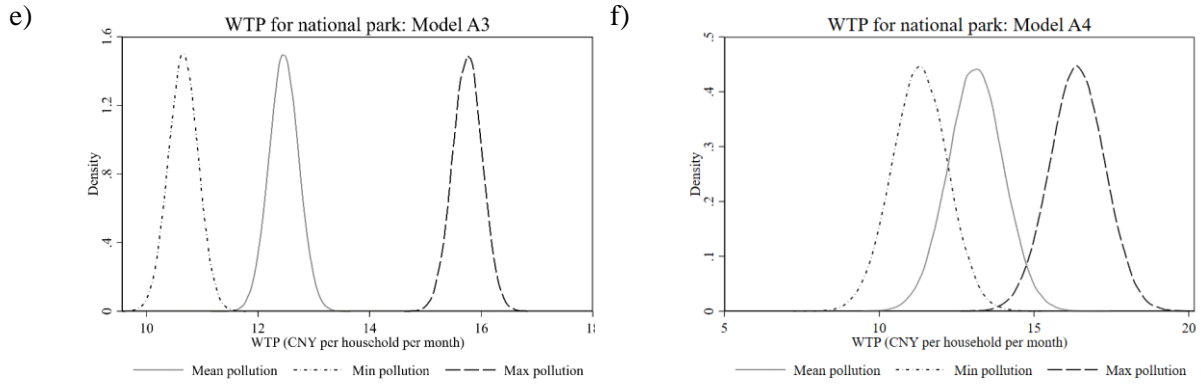 e)
WTP for national park: Model A3
Density
0 .4 .8 1.2 1.6
10 12 14 16 18
WTP (CNY per household per month)
Mean pollution Min pollution Max pollution
f)
WTP for national park: Model A4
Density
0 .1 .2 .3 .4 .5
5 10 15 20
WTP (CNY per household per month)
Mean pollution Min pollution Max pollution